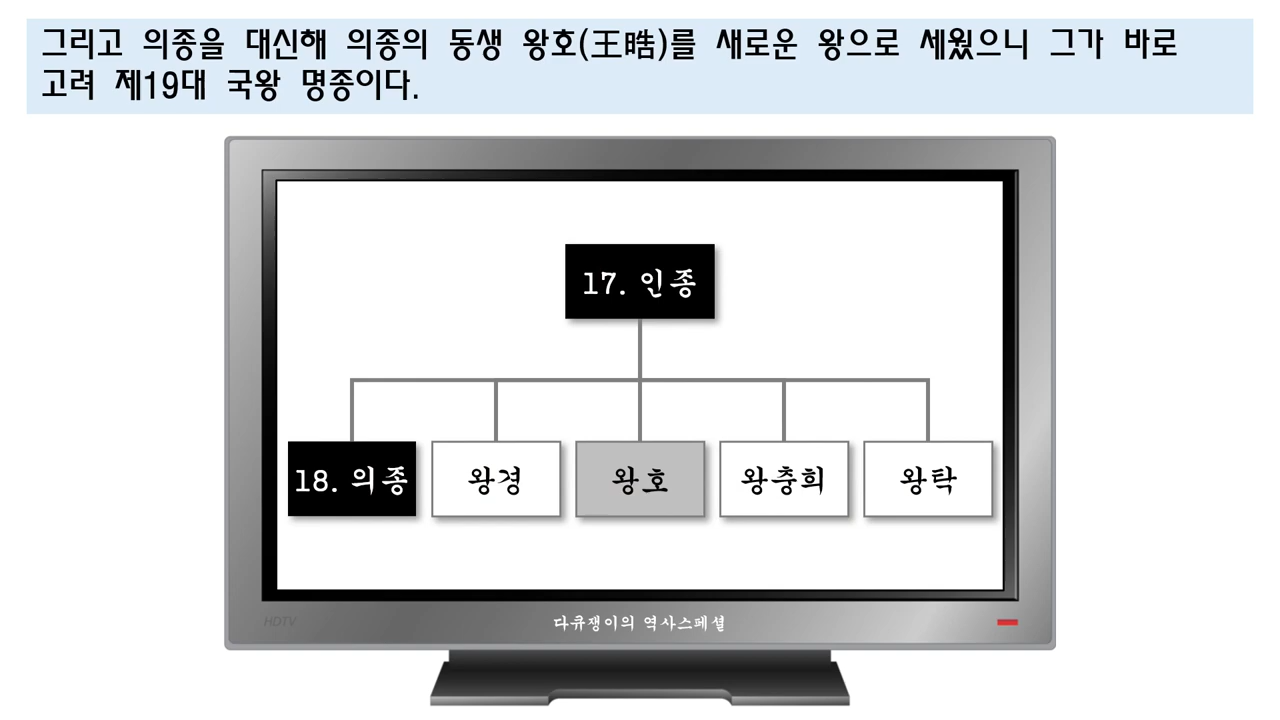 그리고 의종을 대신해 의종의 동생 왕호(王晧)를 새로운 왕으로 세웠으니 그가 바로
고려 제19대 국왕 명종이다.
17. 인종
18. 의종
왕경
왕호
왕충희
왕탁
HDTV
다큐쟁이의 역사스페셜